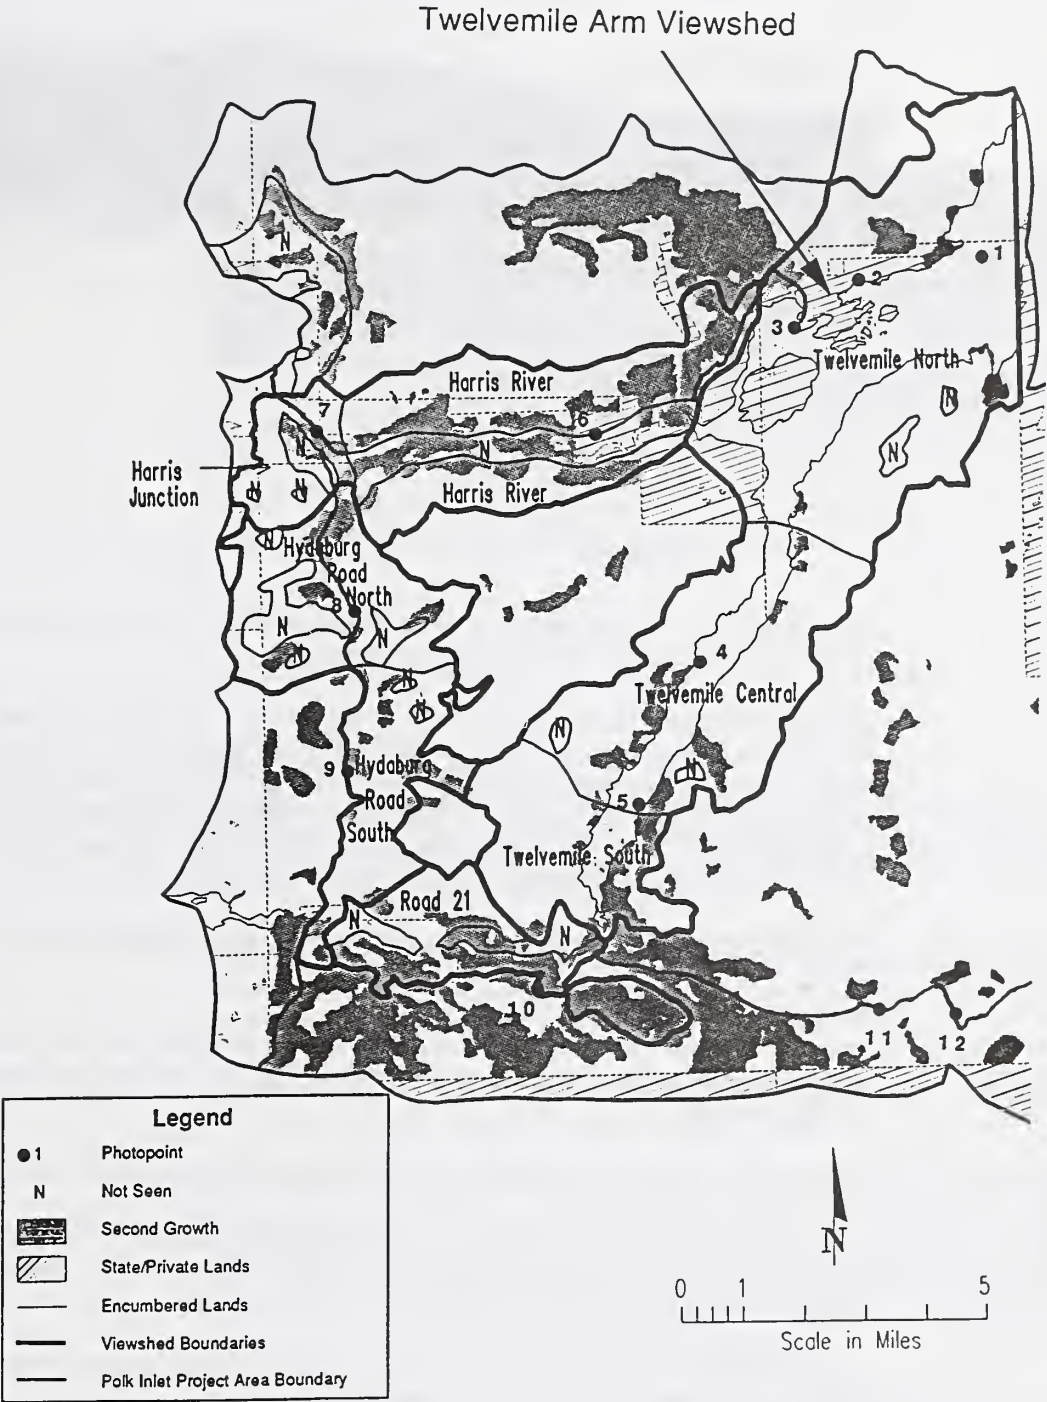 Twelvemile Arm Viewshed
N
1
2
3
Twelvemile North
N
Harris River
7
6
N
N
N
Harris
Junction
Harris River
N
N
N
Hydaburg
Road
North
8
N
N
N
4
N
Twelvemile Central
N
N
N
9
Hydaburg
5
Road
South
Twelvemile South
Road 21
N
N
10
11
12
Legend
1 Photopoint
N Not Seen
Second Growth
State/Private Lands
Encumbered Lands
Viewshed Boundaries
Polk Inlet Project Area Boundary
N
0 1 5
Scale in Miles